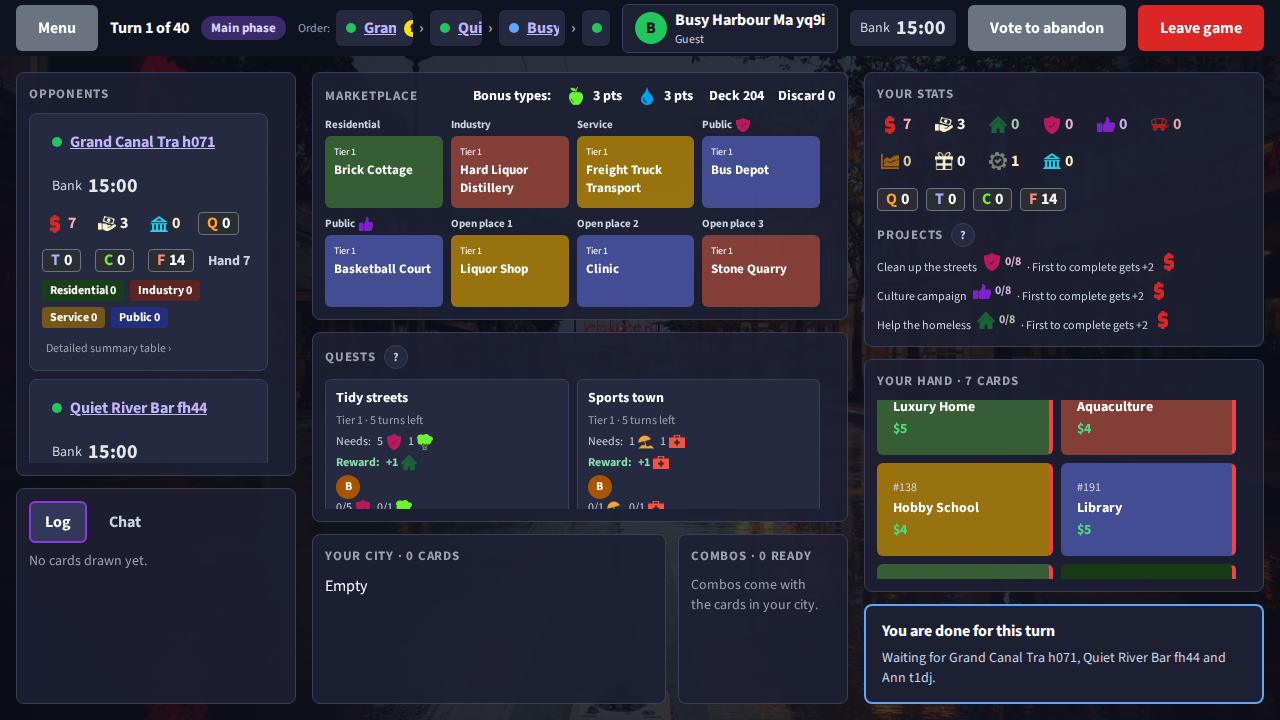 Menu
Turn 1 of 40
Main phase
Order:
Gran
›
Qui
›
Busy
›
B
Busy Harbour Ma yq9i
Guest
Bank 15:00
Vote to abandon
Leave game
OPPONENTS
Grand Canal Tra h071
Bank 15:00
7
3
0
Q 0
T 0
C 0
F 14
Hand 7
Residential 0
Industry 0
Service 0
Public 0
Detailed summary table ›
Quiet River Bar fh44
Bank 15:00
Log
Chat
No cards drawn yet.
MARKETPLACE
Bonus types:
3 pts
3 pts
Deck 204
Discard 0
Residential
Tier 1
Brick Cottage
Industry
Tier 1
Hard Liquor
Distillery
Service
Tier 1
Freight Truck
Transport
Public
Tier 1
Bus Depot
Public
Tier 1
Basketball Court
Open place 1
Tier 1
Liquor Shop
Open place 2
Tier 1
Clinic
Open place 3
Tier 1
Stone Quarry
QUESTS
?
Tidy streets
Tier 1 · 5 turns left
Needs: 5 1
Reward: +1
B
0/5 0/1
Sports town
Tier 1 · 5 turns left
Needs: 1 1
Reward: +1
B
0/1 0/1
YOUR CITY · 0 CARDS
Empty
COMBOS · 0 READY
Combos come with
the cards in your city.
YOUR STATS
7
3
0
0
0
0
0
0
1
0
Q 0
T 0
C 0
F 14
PROJECTS
?
Clean up the streets 0/8 · First to complete gets +2
Culture campaign 0/8 · First to complete gets +2
Help the homeless 0/8 · First to complete gets +2
YOUR HAND · 7 CARDS
Luxury Home
$5
Aquaculture
$4
#138
Hobby School
$4
#191
Library
$5
You are done for this turn
Waiting for Grand Canal Tra h071, Quiet River Bar fh44 and
Ann t1dj.